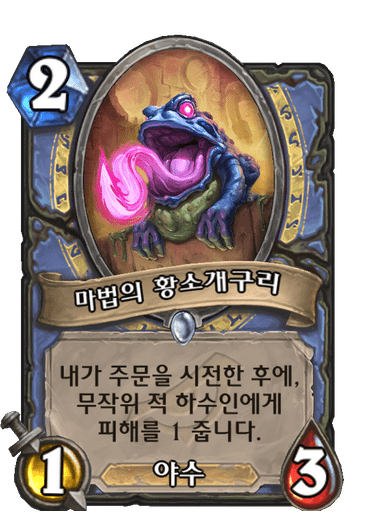 2
마법의 황소개구리
내가 주문을 시전한 후에,
무작위 적 하수인에게
피해를 1 줍니다.
1
야수
3